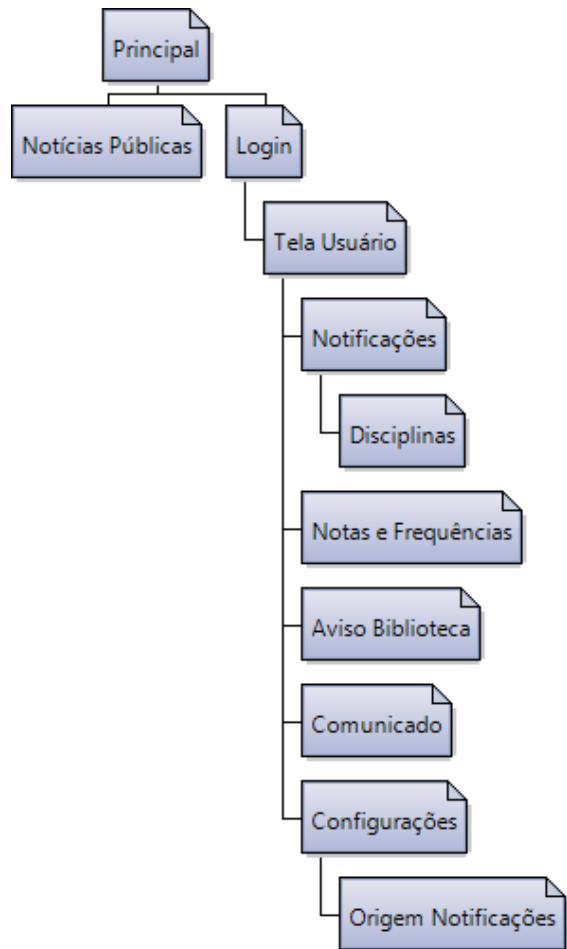 Principal
Notícias Públicas
Login
Tela Usuário
Notificações
Disciplinas
Notas e Frequências
Aviso Biblioteca
Comunicado
Configurações
Origem Notificações